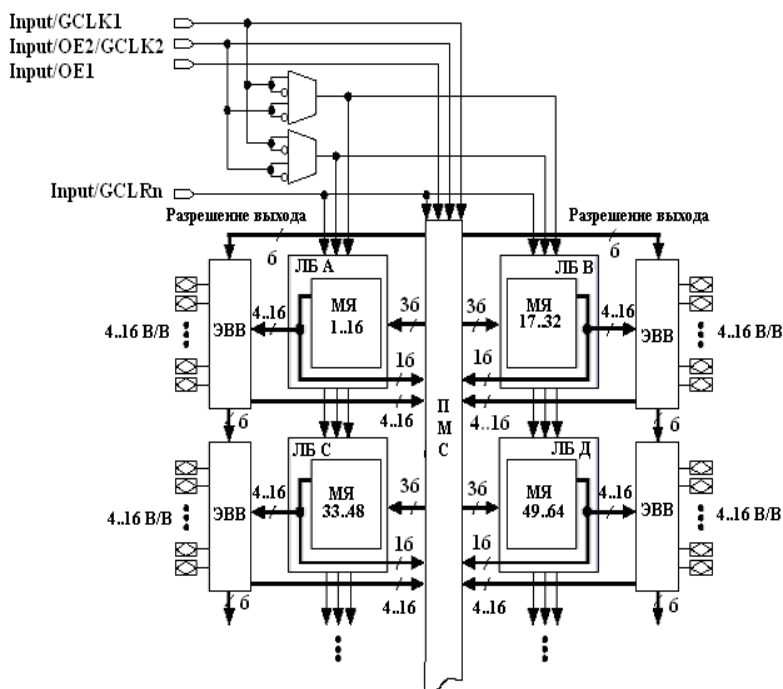 Input/GCLK1
Input/OE2/GCLK2
Input/OE1
Input/GCLRn
Разрешение выхода
Разрешение выхода
6
6
ЛБ А
ЛБ В
МЯ
1..16
МЯ
17..32
ЭВВ
ЭВВ
4..16
36
36
4..16
4..16 В/В
4..16 В/В
16
16
4..16
4..16
П
М
С
6
6
ЛБ С
ЛБ Д
МЯ
33..48
МЯ
49..64
ЭВВ
ЭВВ
4..16
36
36
4..16
4..16 В/В
4..16 В/В
16
16
4..16
4..16
6
6